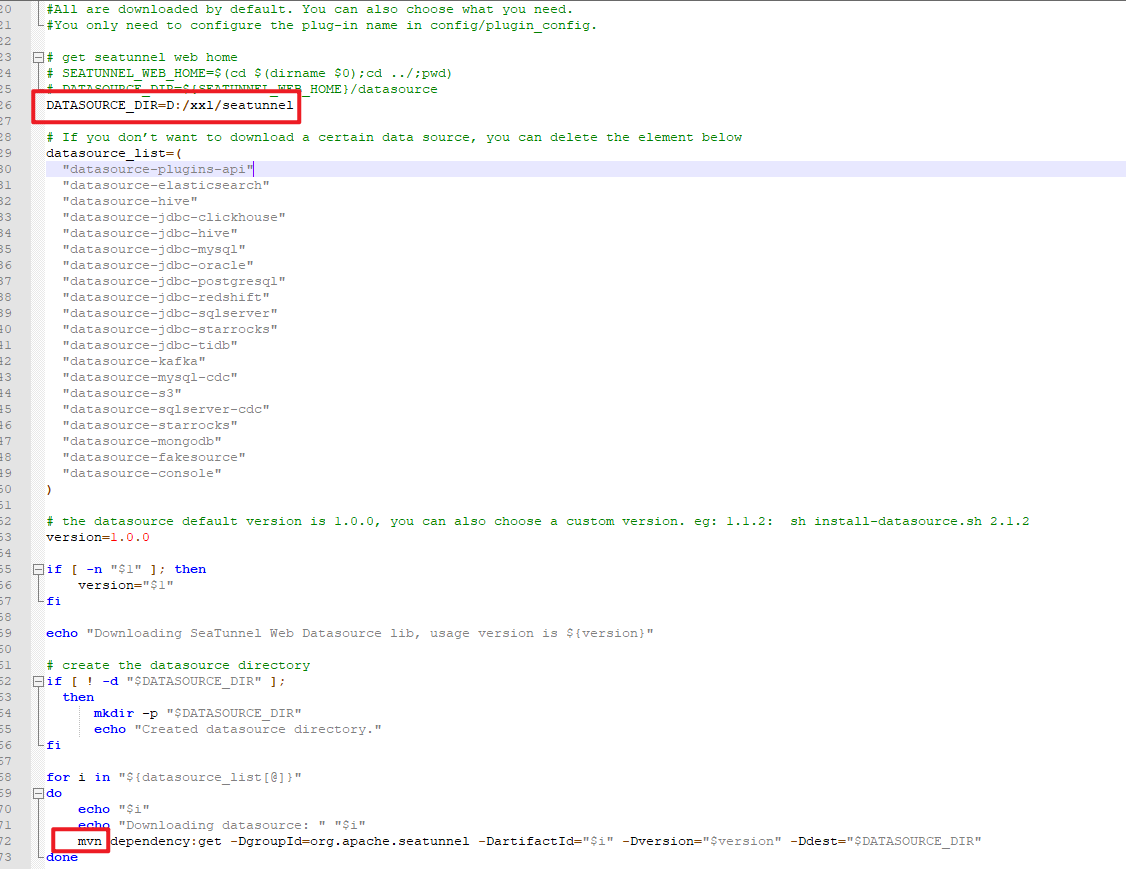 20 #All are downloaded by default. You can also choose what you need.
21 #You only need to configure the plug-in name in config/plugin_config.
22
23 # get seatunnel web home
24 # SEATUNNEL_WEB_HOME=$(cd $(dirname $0);cd ../;pwd)
25 # DATASOURCE_DIR=${SEATUNNEL_WEB_HOME}/datasource
26 DATASOURCE_DIR=D:/xxl/seatunnel
27
28 # If you don’t want to download a certain data source, you can delete the element below
29 datasource_list=(
30 "datasource-plugins-api"
31 "datasource-elasticsearch"
32 "datasource-hive"
33 "datasource-jdbc-clickhouse"
34 "datasource-jdbc-hive"
35 "datasource-jdbc-mysql"
36 "datasource-jdbc-oracle"
37 "datasource-jdbc-postgresql"
38 "datasource-jdbc-redshift"
39 "datasource-jdbc-sqlserver"
40 "datasource-jdbc-starrocks"
41 "datasource-jdbc-tidb"
42 "datasource-kafka"
43 "datasource-mysql-cdc"
44 "datasource-s3"
45 "datasource-sqlserver-cdc"
46 "datasource-starrocks"
47 "datasource-mongodb"
48 "datasource-fakesource"
49 "datasource-console"
50 )
51
52 # the datasource default version is 1.0.0, you can also choose a custom version. eg: 1.1.2:  sh install-datasource.sh 2.1.2
53 version=1.0.0
54
55 if [ -n "$1" ]; then
56 version="$1"
57 fi
58
59 echo "Downloading SeaTunnel Web Datasource lib, usage version is ${version}"
60
61 # create the datasource directory
62 if [ ! -d "$DATASOURCE_DIR" ];
63 then
64 mkdir -p "$DATASOURCE_DIR"
65 echo "Created datasource directory."
66 fi
67
68 for i in "${datasource_list[@]}"
69 do
70 echo "$i"
71 echo "Downloading datasource: " "$i"
72 mvn dependency:get -DgroupId=org.apache.seatunnel -DartifactId="$i" -Dversion="$version" -Ddest="$DATASOURCE_DIR"
73 done